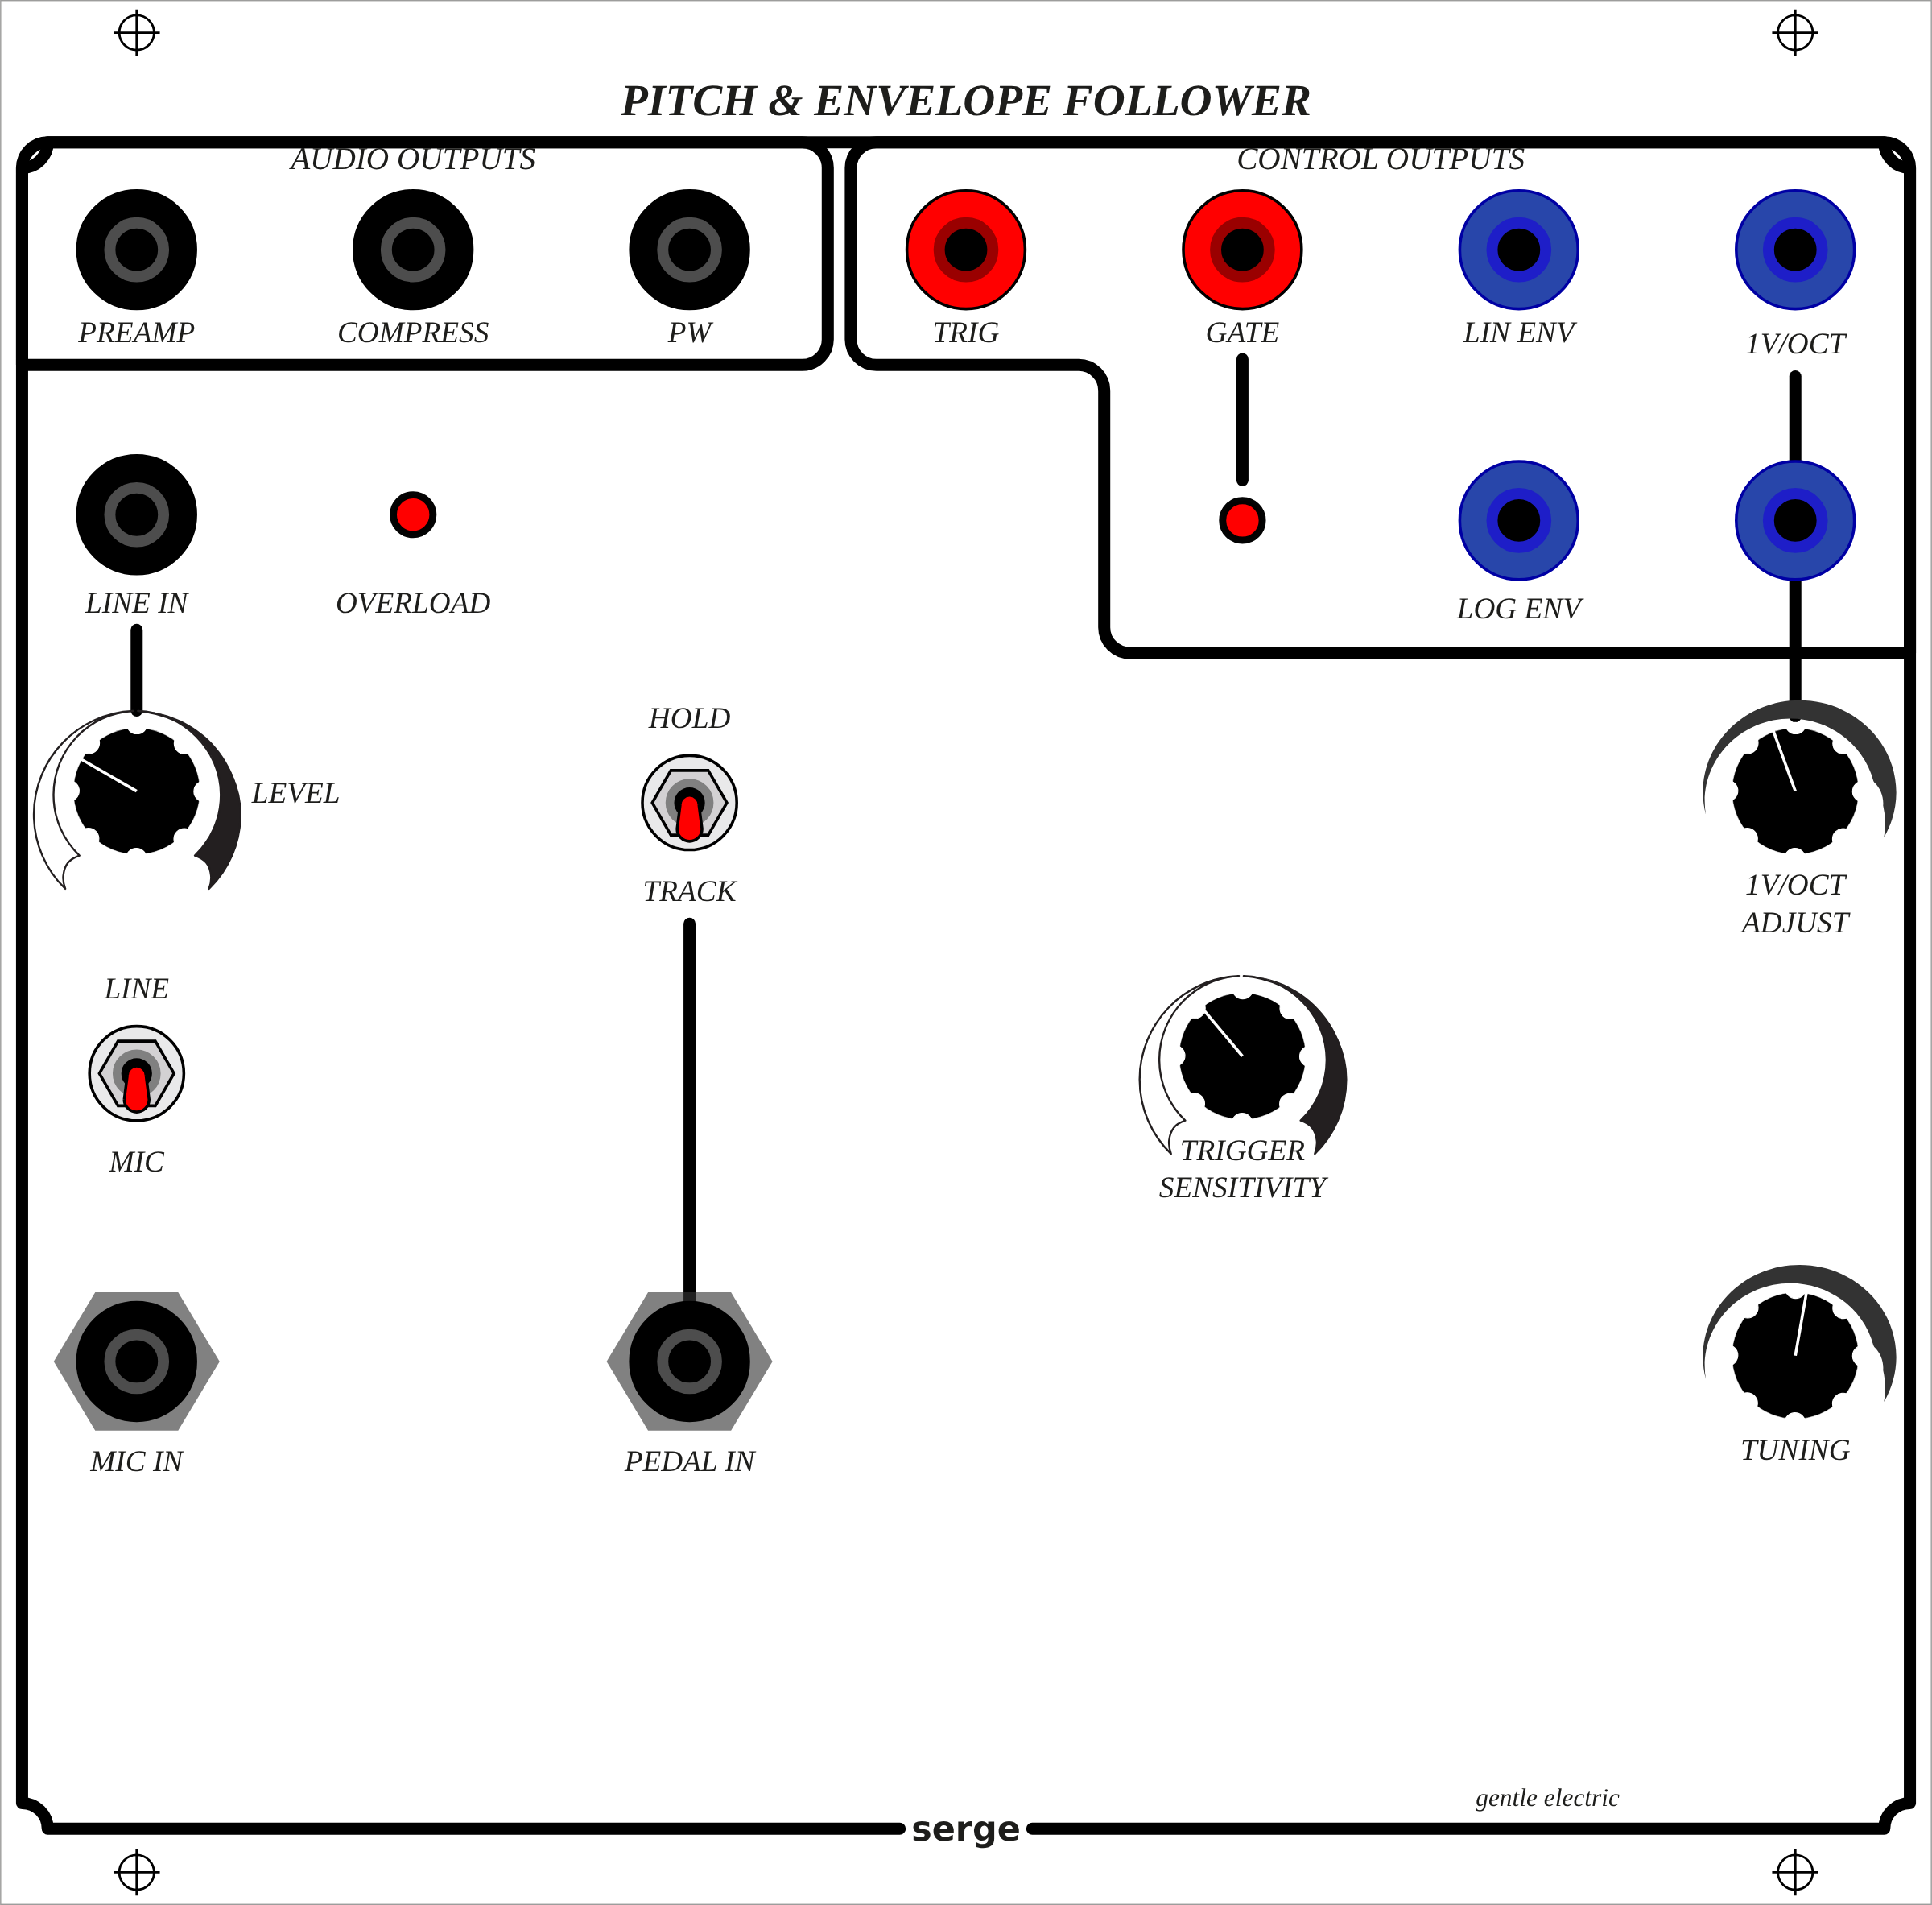 PITCH & ENVELOPE FOLLOWER
AUDIO OUTPUTS
CONTROL OUTPUTS
PREAMP
COMPRESS
PW
TRIG
GATE
LIN ENV
1V/OCT
LINE IN
OVERLOAD
LOG ENV
HOLD
LEVEL
TRACK
1V/OCT
ADJUST
LINE
MIC
TRIGGER
SENSITIVITY
MIC IN
PEDAL IN
TUNING
gentle electric
serge